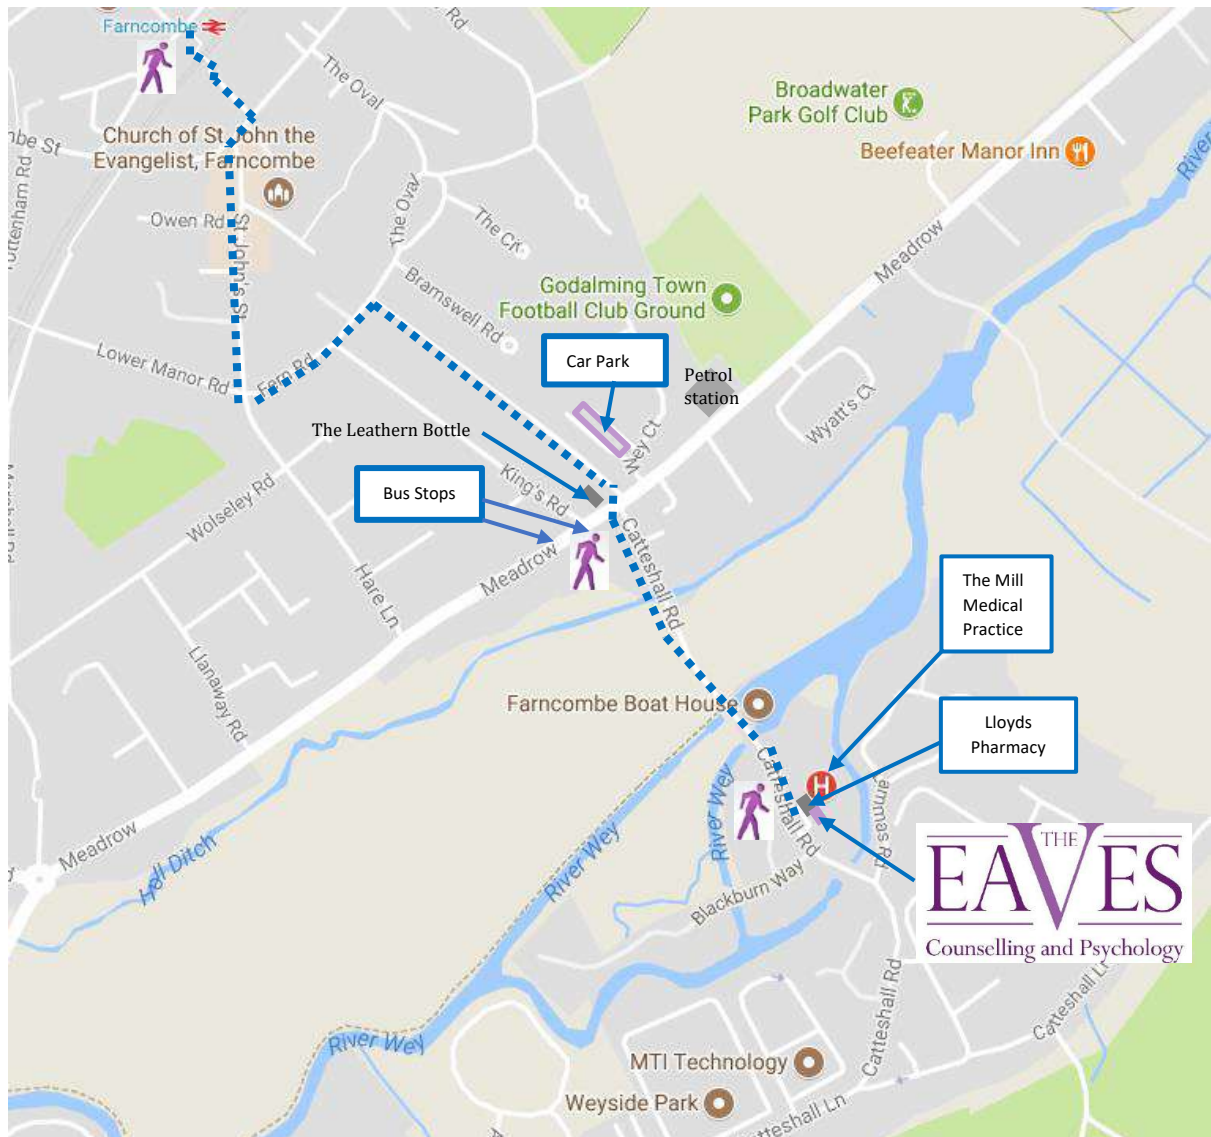 Farncombe
The Oval
Broadwater
Park Golf Club
Beefeater Manor Inn
River
Church of St John the
Evangelist, Farncombe
Owen Rd
St. John's St
The Oval
Meadrow
Bramswell Rd
Godalming Town
Football Club Ground
Lower Manor Rd
Fern Rd
Car Park
Petrol
station
Wyatt's Ct
The Leathern Bottle
Wey Ct
King's Rd
Bus Stops
Wolseley Rd
Meadrow
Catteshall Rd
Hare Ln
The Mill
Medical
Practice
Llanaway Rd
Farncombe Boat House
Lloyds
Pharmacy
Catteshall Rd
H
River Wey
ammas Rd
Meadrow
Hell Ditch
River Wey
Blackburn Way
THE
EAVES
Counselling and Psychology
Catteshall Rd
Catteshall Ln
River Wey
MTI Technology
Weyside Park
Catteshall Ln